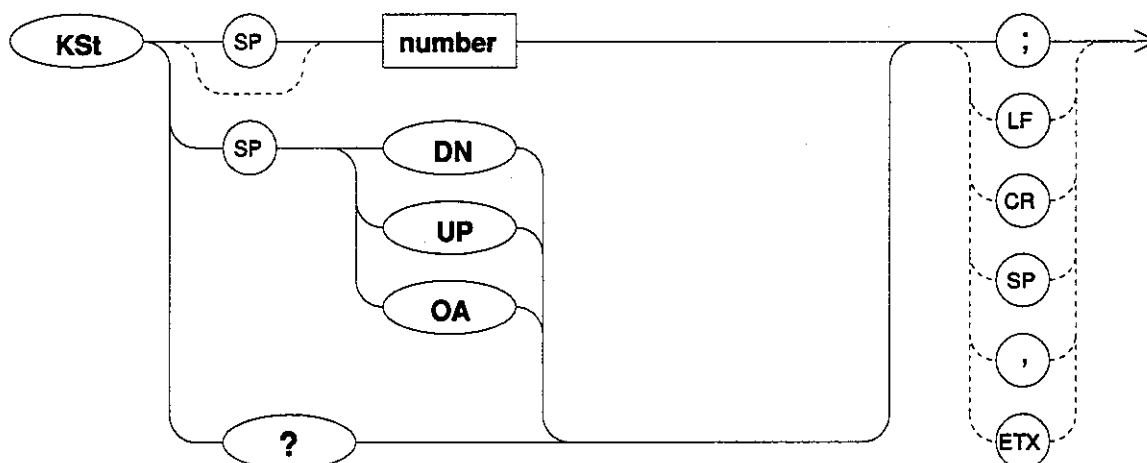 KSt SP number ;
LF
SP DN
CR
UP
SP
OA
,
? ETX